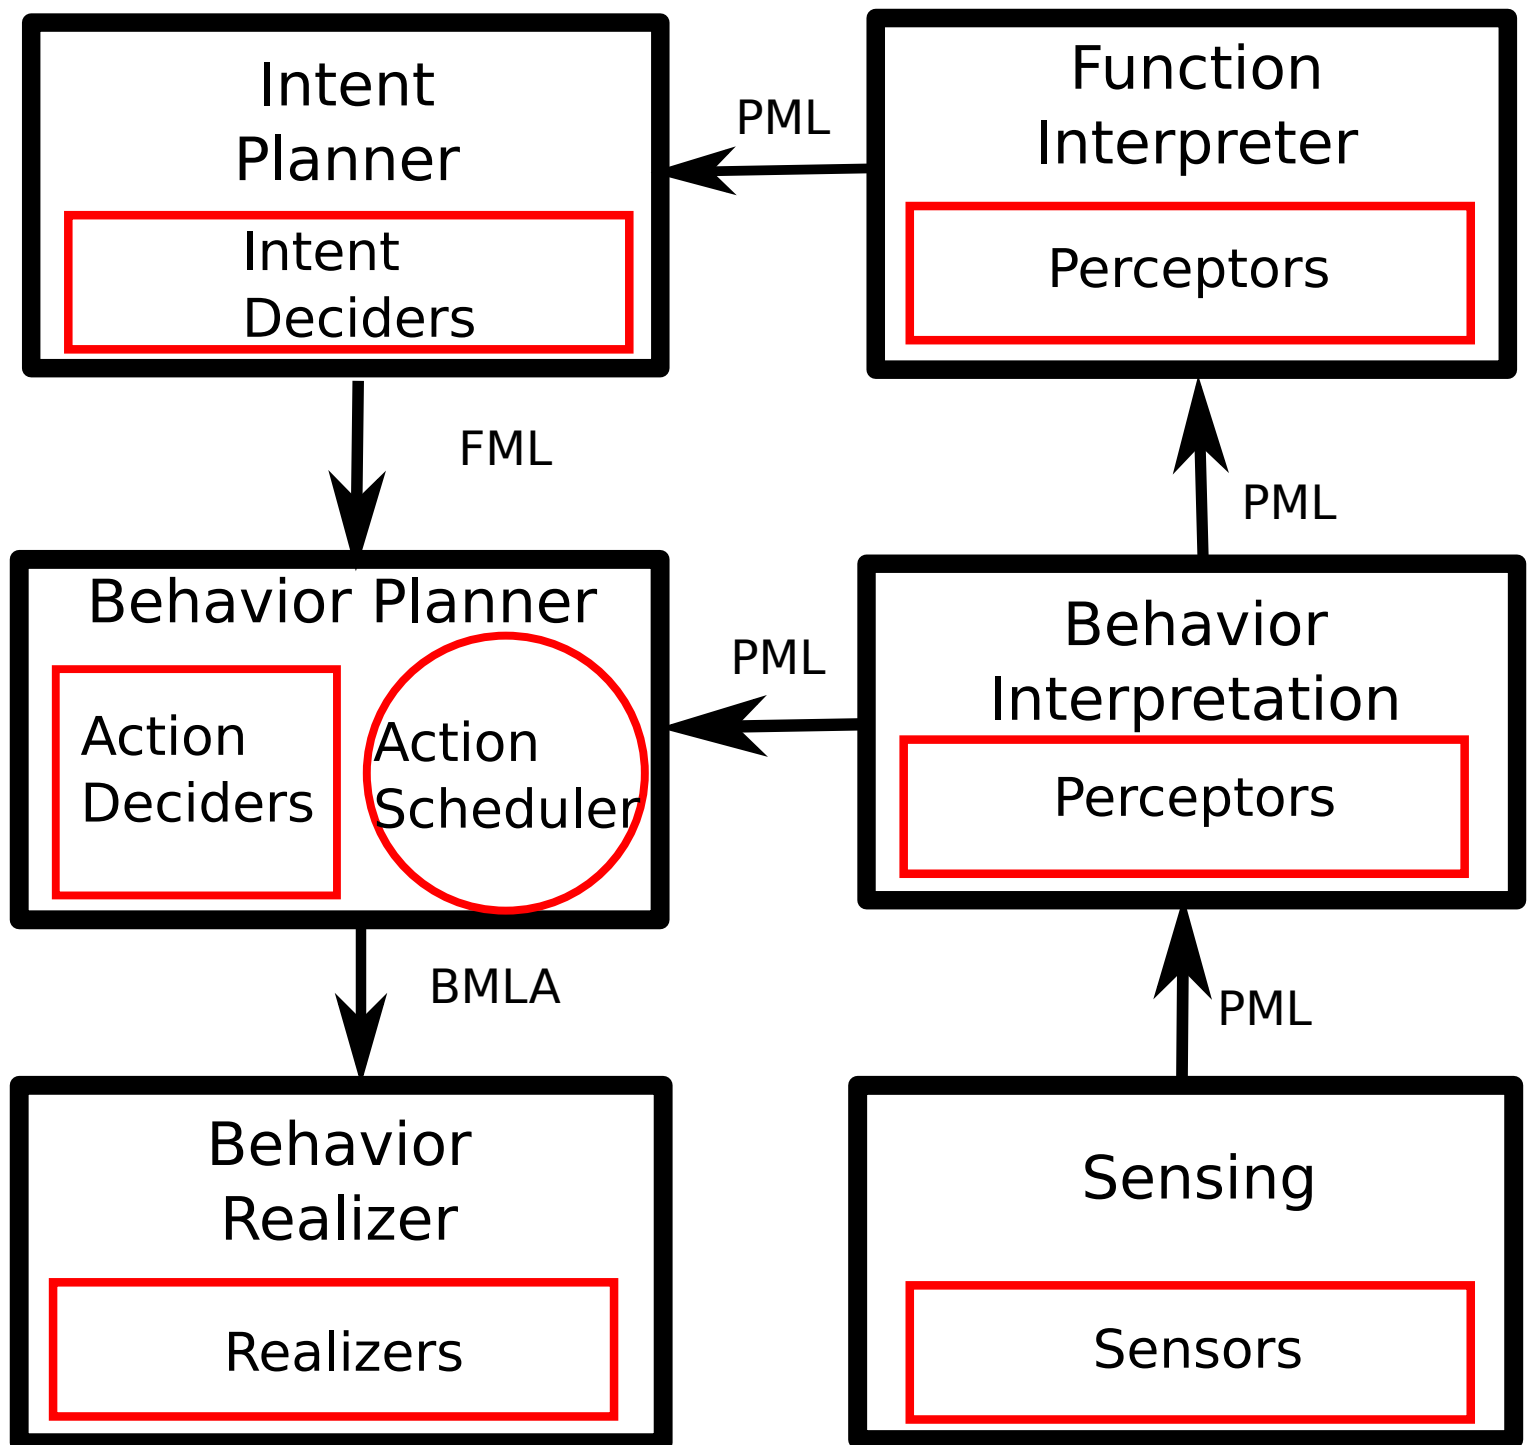 Intent
Planner
Intent
Deciders
PML
Function
Interpreter
Perceptors
FML
PML
Behavior Planner
Action
Deciders
Action
Scheduler
PML
Behavior
Interpretation
Perceptors
BMLA
PML
Behavior
Realizer
Realizers
Sensing
Sensors